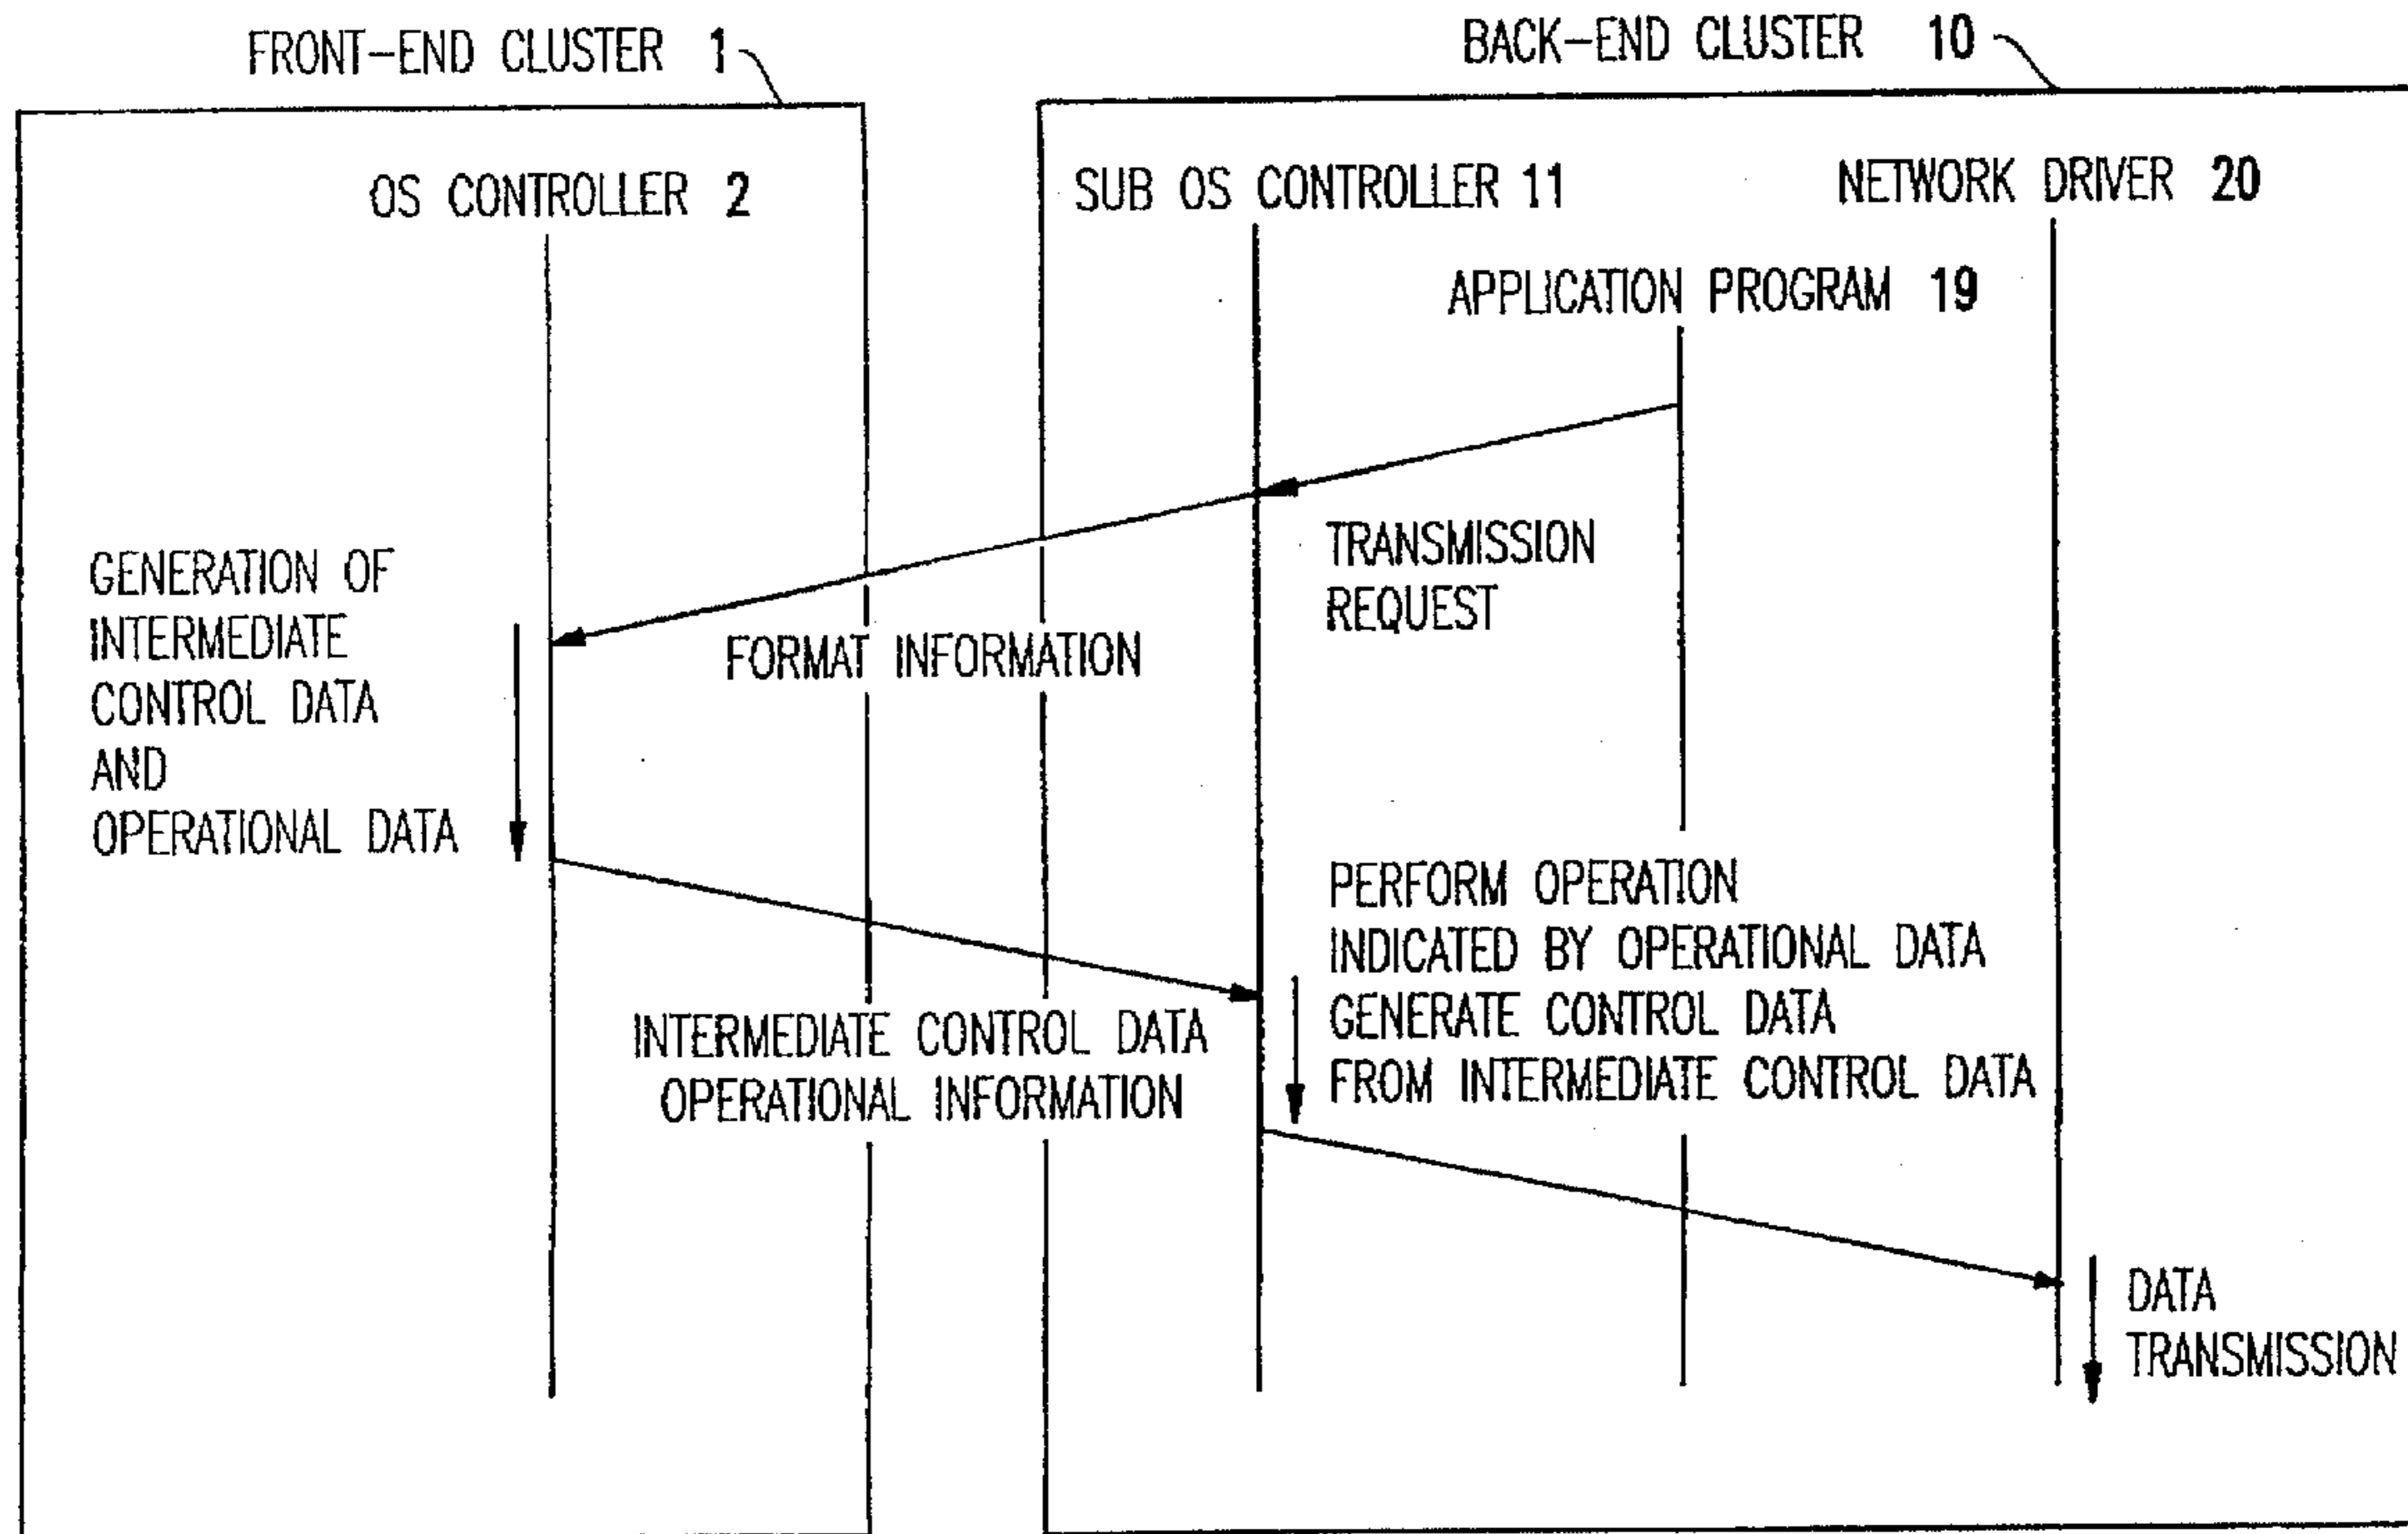 FRONT-END CLUSTER 1
BACK-END CLUSTER 10
OS CONTROLLER 2
SUB OS CONTROLLER 11
NETWORK DRIVER 20
APPLICATION PROGRAM 19
TRANSMISSION
REQUEST
FORMAT INFORMATION
GENERATION OF
INTERMEDIATE
CONTROL DATA
AND
OPERATIONAL DATA
INTERMEDIATE CONTROL DATA
OPERATIONAL INFORMATION
PERFORM OPERATION
INDICATED BY OPERATIONAL DATA
GENERATE CONTROL DATA
FROM INTERMEDIATE CONTROL DATA
DATA
TRANSMISSION